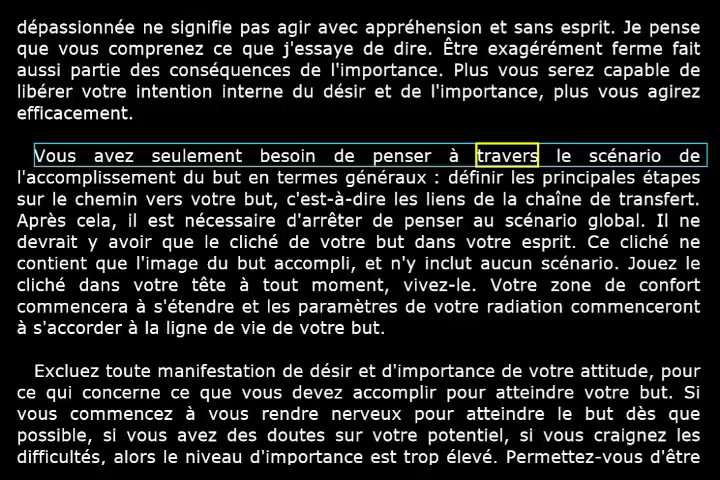 dépassionnée ne signifie pas agir avec appréhension et sans esprit. Je pense
que vous comprenez ce que j'essaye de dire. Être exagérément ferme fait
aussi partie des conséquences de l'importance. Plus vous serez capable de
libérer votre intention interne du désir et de l'importance, plus vous agirez
efficacement.
Vous avez seulement besoin de penser à travers le scénario de
l'accomplissement du but en termes généraux : définir les principales étapes
sur le chemin vers votre but, c'est-à-dire les liens de la chaîne de transfert.
Après cela, il est nécessaire d'arrêter de penser au scénario global. Il ne
devrait y avoir que le cliché de votre but dans votre esprit. Ce cliché ne
contient que l'image du but accompli, et n'y inclut aucun scénario. Jouez le
cliché dans votre tête à tout moment, vivez-le. Votre zone de confort
commencera à s'étendre et les paramètres de votre radiation commenceront
à s'accorder à la ligne de vie de votre but.
Excluez toute manifestation de désir et d'importance de votre attitude, pour
ce qui concerne ce que vous devez accomplir pour atteindre votre but. Si
vous commencez à vous rendre nerveux pour atteindre le but dès que
possible, si vous avez des doutes sur votre potentiel, si vous craignez les
difficultés, alors le niveau d'importance est trop élevé. Permettez-vous d'être